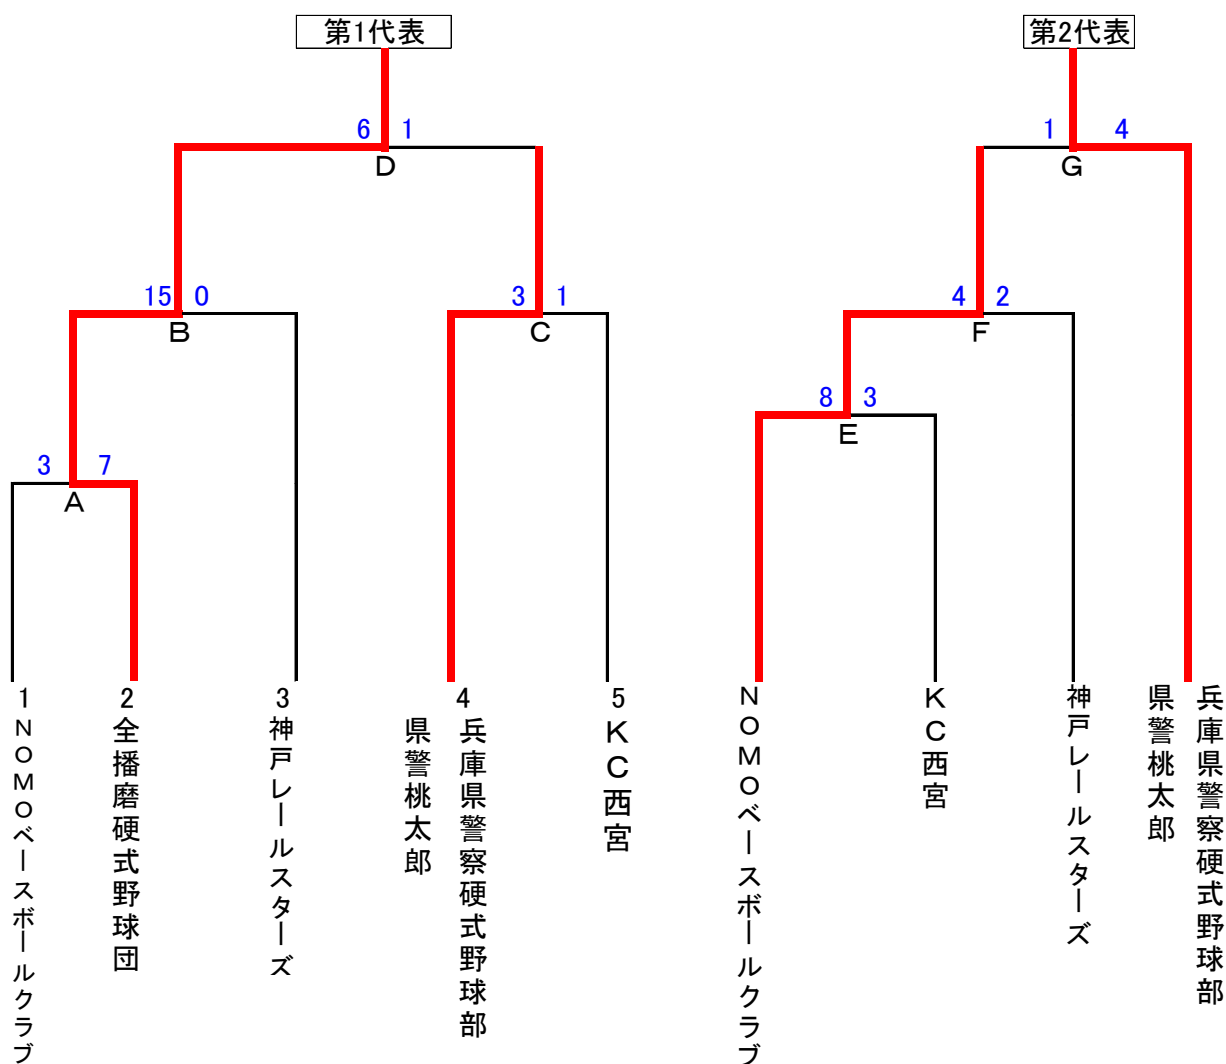 第1代表
第2代表
6 1
D
1 4
G
15 0
B
3 1
C
4 2
F
8 3
E
3 7
A
1
NOMOベースボールクラブ
2
全播磨硬式野球団
3
神戸レールスターズ
4
兵庫県警察硬式野球部
県警桃太郎
5
KC西宮
NOMOベースボールクラブ
KC西宮
神戸レールスターズ
兵庫県警察硬式野球部
県警桃太郎